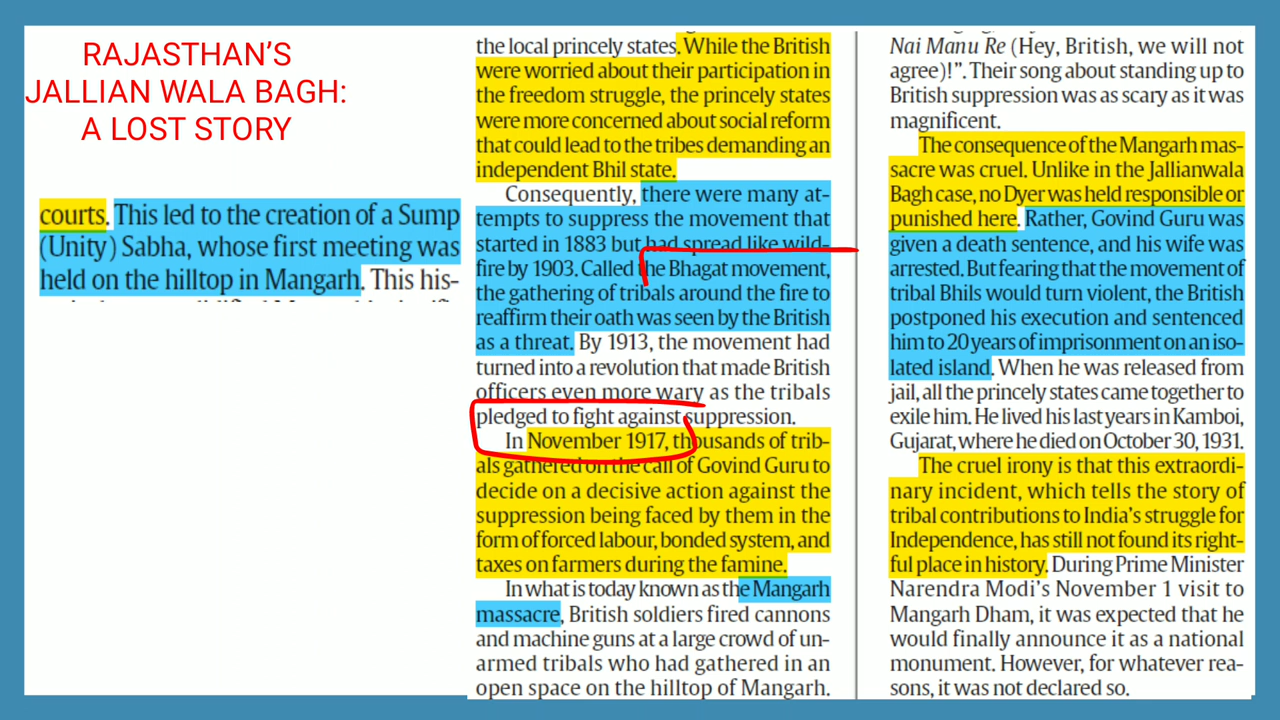 RAJASTHAN'S
JALLIAN WALA BAGH:
A LOST STORY
courts. This led to the creation of a Sump
(Unity) Sabha, whose first meeting was
held on the hilltop in Mangarh. This his-
the local princely states. While the British
were worried about their participation in
the freedom struggle, the princely states
were more concerned about social reform
that could lead to the tribes demanding an
independent Bhil state.
Consequently, there were many at-
tempts to suppress the movement that
started in 1883 but had spread like wild-
fire by 1903. Called the Bhagat movement,
the gathering of tribals around the fire to
reaffirm their oath was seen by the British
as a threat. By 1913, the movement had
turned into a revolution that made British
officers even more wary as the tribals
pledged to fight against suppression.
In November 1917, thousands of trib-
als gathered on the call of Govind Guru to
decide on a decisive action against the
suppression being faced by them in the
form of forced labour, bonded system, and
taxes on farmers during the famine.
In what is today known as the Mangarh
massacre, British soldiers fired cannons
and machine guns at a large crowd of un-
armed tribals who had gathered in an
open space on the hilltop of Mangarh.
Nai Manu Re (Hey, British, we will not
agree)!". Their song about standing up to
British suppression was as scary as it was
magnificent.
The consequence of the Mangarh mas-
sacre was cruel. Unlike in the Jallianwala
Bagh case, no Dyer was held responsible or
punished here. Rather, Govind Guru was
given a death sentence, and his wife was
arrested. But fearing that the movement of
tribal Bhils would turn violent, the British
postponed his execution and sentenced
him to 20 years of imprisonment on an iso-
lated island. When he was released from
jail, all the princely states came together to
exile him. He lived his last years in Kamboi,
Gujarat, where he died on October 30, 1931.
The cruel irony is that this extraordi-
nary incident, which tells the story of
tribal contributions to India's struggle for
Independence, has still not found its right-
ful place in history. During Prime Minister
Narendra Modi's November 1 visit to
Mangarh Dham, it was expected that he
would finally announce it as a national
monument. However, for whatever rea-
sons, it was not declared so.